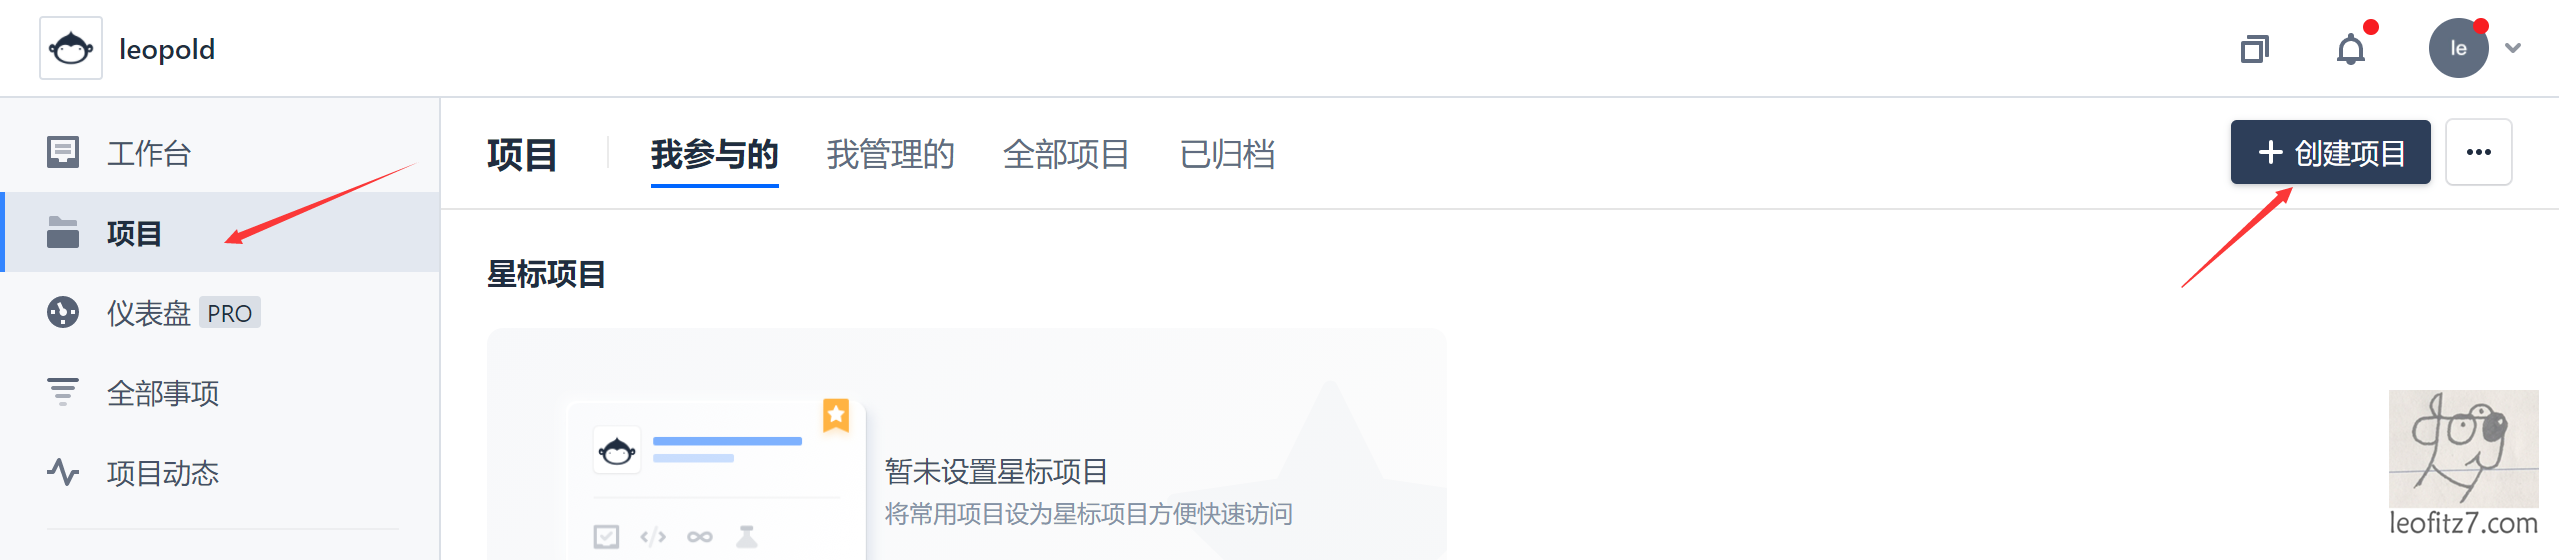 leopold
le
工作台
项目
仪表盘 PRO
全部事项
项目动态
项目 我参与的 我管理的 全部项目 已归档
创建项目
星标项目
暂未设置星标项目
将常用项目设为星标项目方便快速访问
dog
leofitz7.com